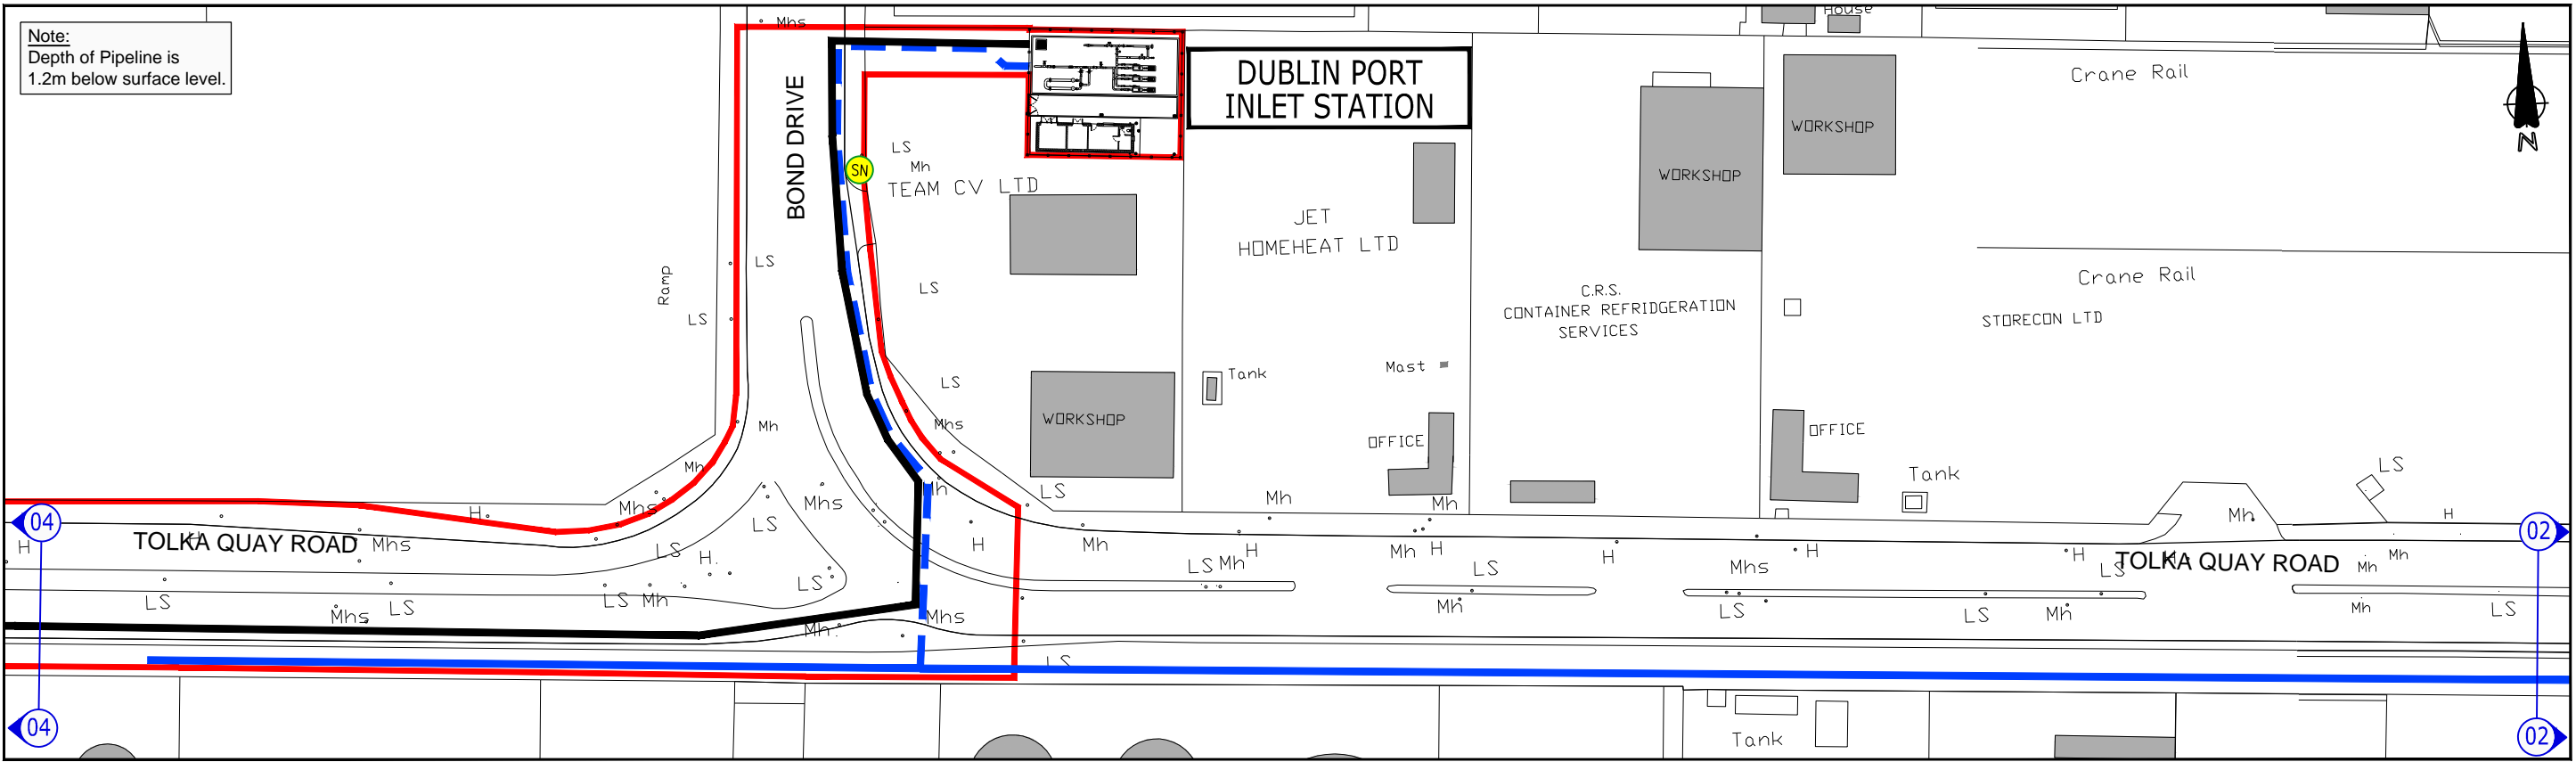 Note:
Depth of Pipeline is
1.2m below surface level.
Mhs
House
DUBLIN PORT
INLET STATION
Crane Rail
N
BOND DRIVE
WORKSHOP
LS
Mh
SN
TEAM CV LTD
WORKSHOP
JET
HOMEHEAT LTD
LS
Ramp
LS
LS
Crane Rail
C.R.S.
CONTAINER REFRIDGERATION
SERVICES
STORECON LTD
Mast
Tank
LS
WORKSHOP
Mhs
Mh
OFFICE
OFFICE
Mh
Tank
LS
Mh
LS
Mh
Mh
Mhs
Mhs
H
LS
Mh
H
04
TOLKA QUAY ROAD
H
H
Mhs
LS
H.
H
Mh
H
Mh
H
H
H
H
H
TOLKA QUAY ROAD
Mh
02
LS
Mh
LS
Mhs
LS
Mh
LS
LS
Mhs
LS
LS
Mh
Mhs
Mh
Mh
LS
LS
Mh
Mh
LS
LS
04
Tank
02